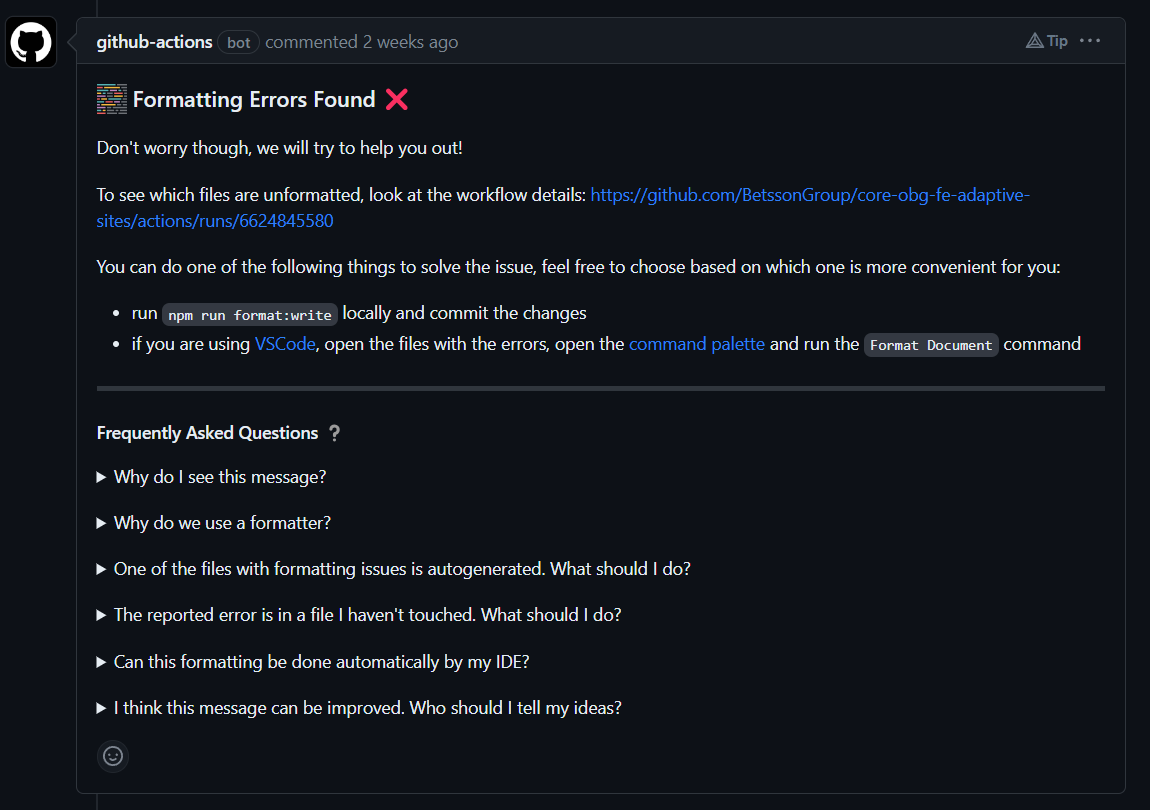 github-actions bot commented 2 weeks ago Tip
Formatting Errors Found
Don't worry though, we will try to help you out!
To see which files are unformatted, look at the workflow details: https://github.com/BetssonGroup/core-obg-fe-adaptive-
sites/actions/runs/6624845580
You can do one of the following things to solve the issue, feel free to choose based on which one is more convenient for you:
• run npm run format:write locally and commit the changes
• if you are using VSCode, open the files with the errors, open the command palette and run the Format Document command
Frequently Asked Questions ?
Why do I see this message?
Why do we use a formatter?
One of the files with formatting issues is autogenerated. What should I do?
The reported error is in a file I haven't touched. What should I do?
Can this formatting be done automatically by my IDE?
I think this message can be improved. Who should I tell my ideas?